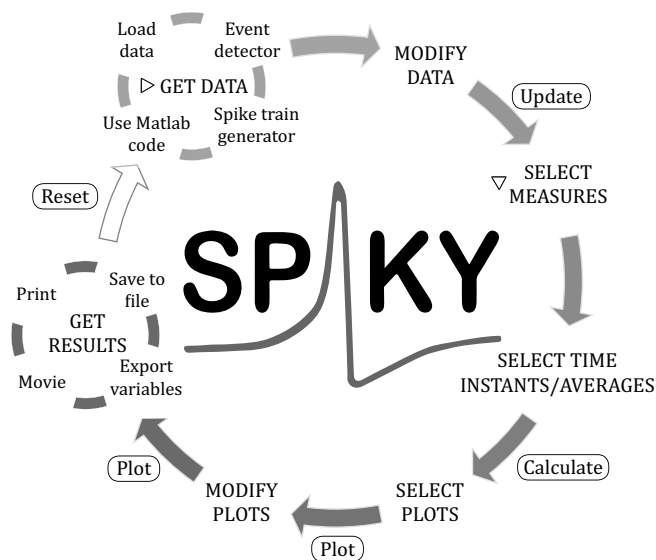 Load
data
Event
detector
GET DATA
Use Matlab
code
Spike train
generator
MODIFY
DATA
Update
SELECT
MEASURES
Reset
SPIKY
Print
Save to
file
GET
RESULTS
Movie
Export
variables
SELECT TIME
INSTANTS/AVERAGES
Calculate
Plot
MODIFY
PLOTS
SELECT
PLOTS
Plot